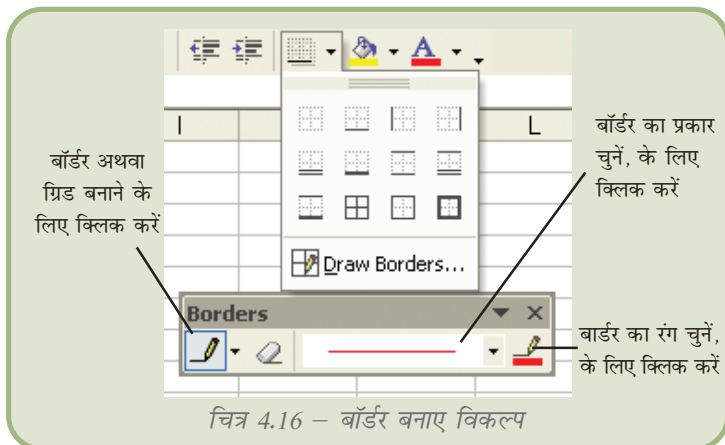 A
I
L
बॉर्डर का प्रकार
चुनें, के लिए
क्लिक करें
बॉर्डर अथवा
ग्रिड बनाने के
लिए क्लिक करें
Draw Borders...
Borders
बार्डर का रंग चुनें,
के लिए क्लिक करें
चित्र 4.16 – बॉर्डर बनाए विकल्प